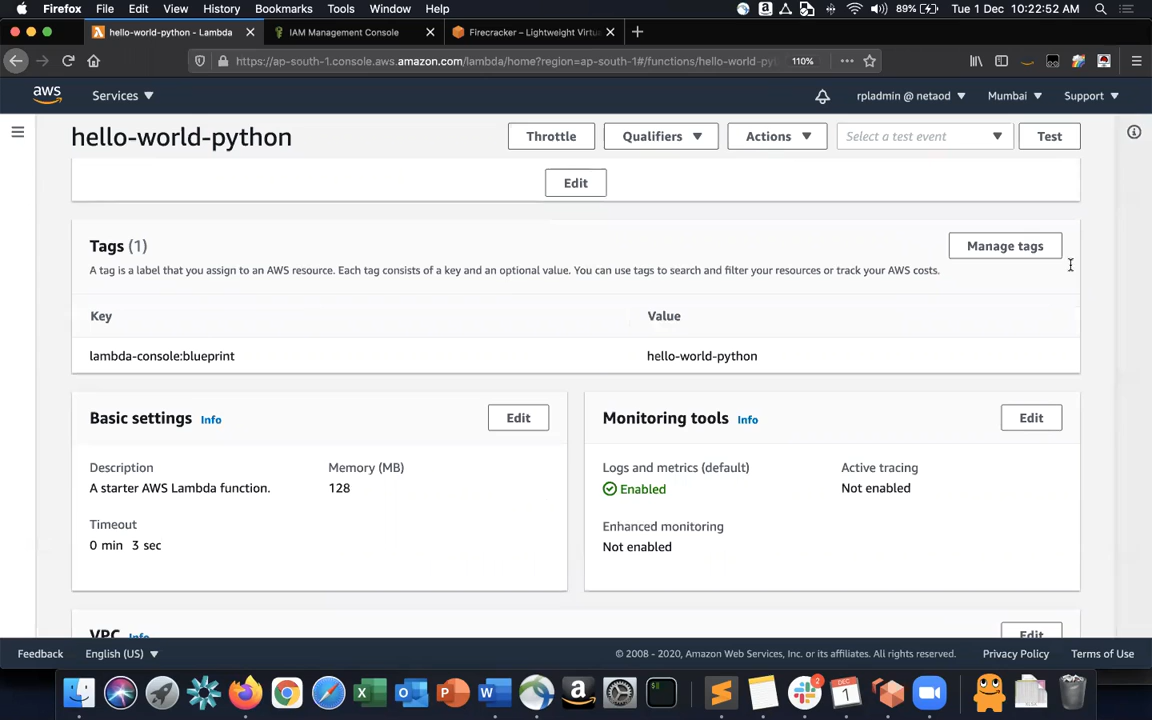 Firefox File Edit View History Bookmarks Tools Window Help 89% Tue 1 Dec 10:22:52 AM
hello-world-python - Lambda IAM Management Console Firecracker – Lightweight Virtu
https://ap-south-1.console.aws.amazon.com/lambda/home?region=ap-south-1#/functions/hello-world-pyt 110%
aws Services rpladmin @ netaod Mumbai Support
hello-world-python Throttle Qualifiers Actions Select a test event Test
Edit
Tags (1) Manage tags
A tag is a label that you assign to an AWS resource. Each tag consists of a key and an optional value. You can use tags to search and filter your resources or track your AWS costs.
Key Value
lambda-console:blueprint hello-world-python
Basic settings Info Edit Monitoring tools Info Edit
Description Memory (MB) Logs and metrics (default) Active tracing
A starter AWS Lambda function. 128 Enabled Not enabled
Timeout Enhanced monitoring
0 min 3 sec Not enabled
VPC Info Edit
Feedback English (US) © 2008 - 2020, Amazon Web Services, Inc. or its affiliates. All rights reserved. Privacy Policy Terms of Use